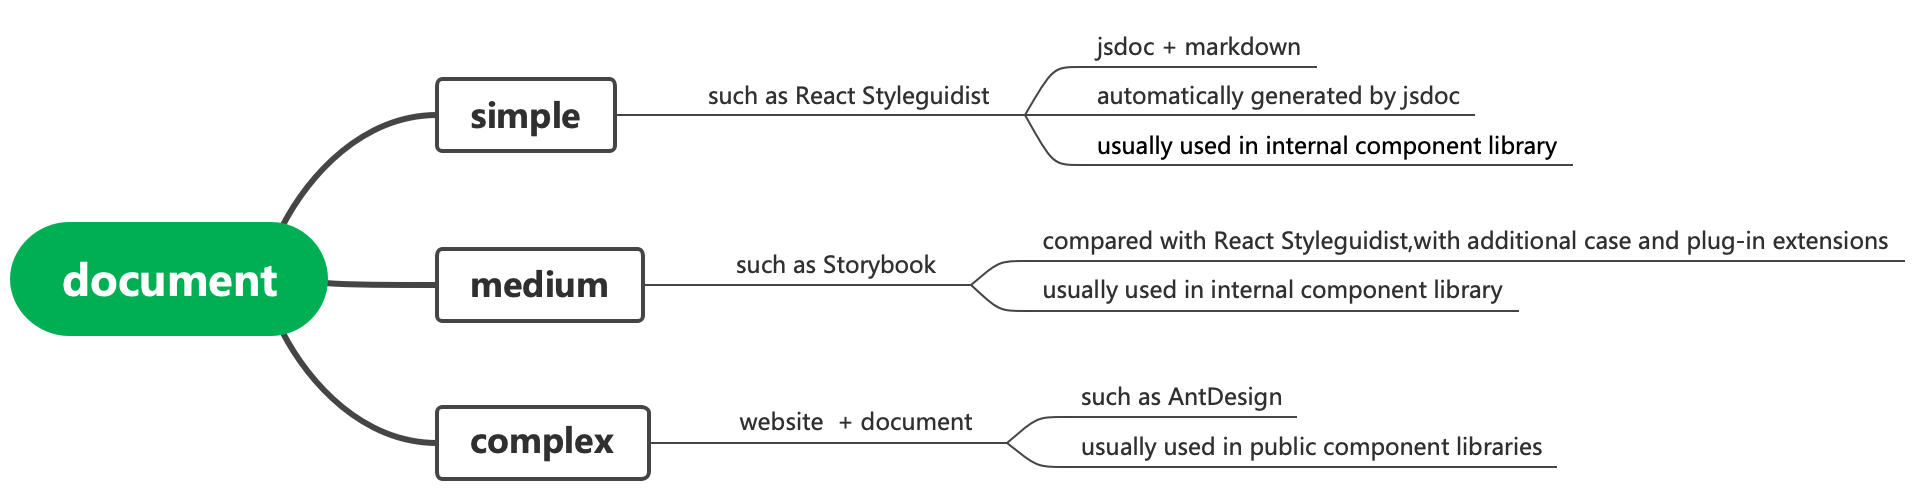 document
simple
such as React Styleguidist
jsdoc + markdown
automatically generated by jsdoc
usually used in internal component library
medium
such as Storybook
compared with React Styleguidist,with additional case and plug-in extensions
usually used in internal component library
complex
website + document
such as AntDesign
usually used in public component libraries